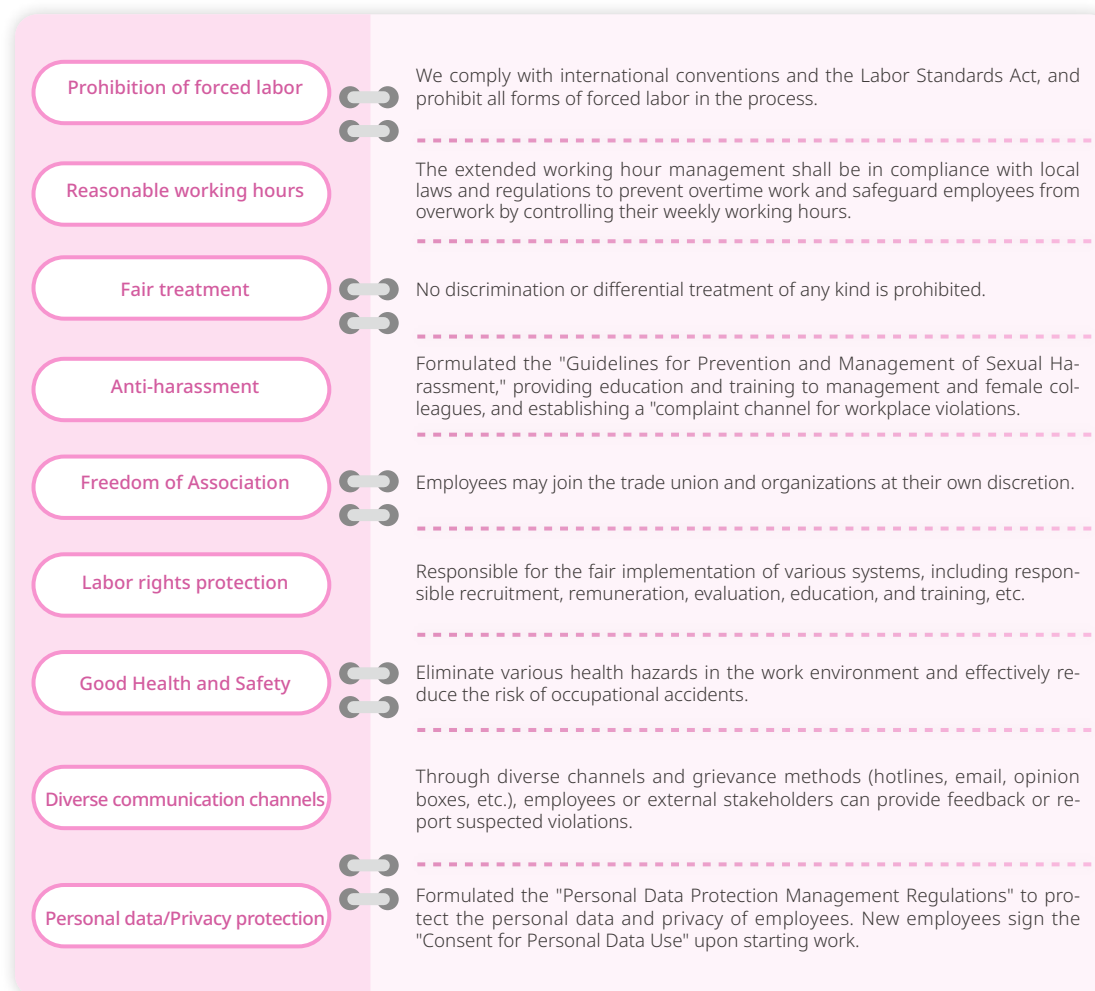 Prohibition of forced labor
We comply with international conventions and the Labor Standards Act, and
prohibit all forms of forced labor in the process.
Reasonable working hours
The extended working hour management shall be in compliance with local
laws and regulations to prevent overtime work and safeguard employees from
overwork by controlling their weekly working hours.
Fair treatment
No discrimination or differential treatment of any kind is prohibited.
Anti-harassment
Formulated the "Guidelines for Prevention and Management of Sexual Ha-
rassment," providing education and training to management and female col-
leagues, and establishing a "complaint channel for workplace violations.
Freedom of Association
Employees may join the trade union and organizations at their own discretion.
Labor rights protection
Responsible for the fair implementation of various systems, including respon-
sible recruitment, remuneration, evaluation, education, and training, etc.
Good Health and Safety
Eliminate various health hazards in the work environment and effectively re-
duce the risk of occupational accidents.
Diverse communication channels
Through diverse channels and grievance methods (hotlines, email, opinion
boxes, etc.), employees or external stakeholders can provide feedback or re-
port suspected violations.
Personal data/Privacy protection
Formulated the "Personal Data Protection Management Regulations" to pro-
tect the personal data and privacy of employees. New employees sign the
"Consent for Personal Data Use" upon starting work.